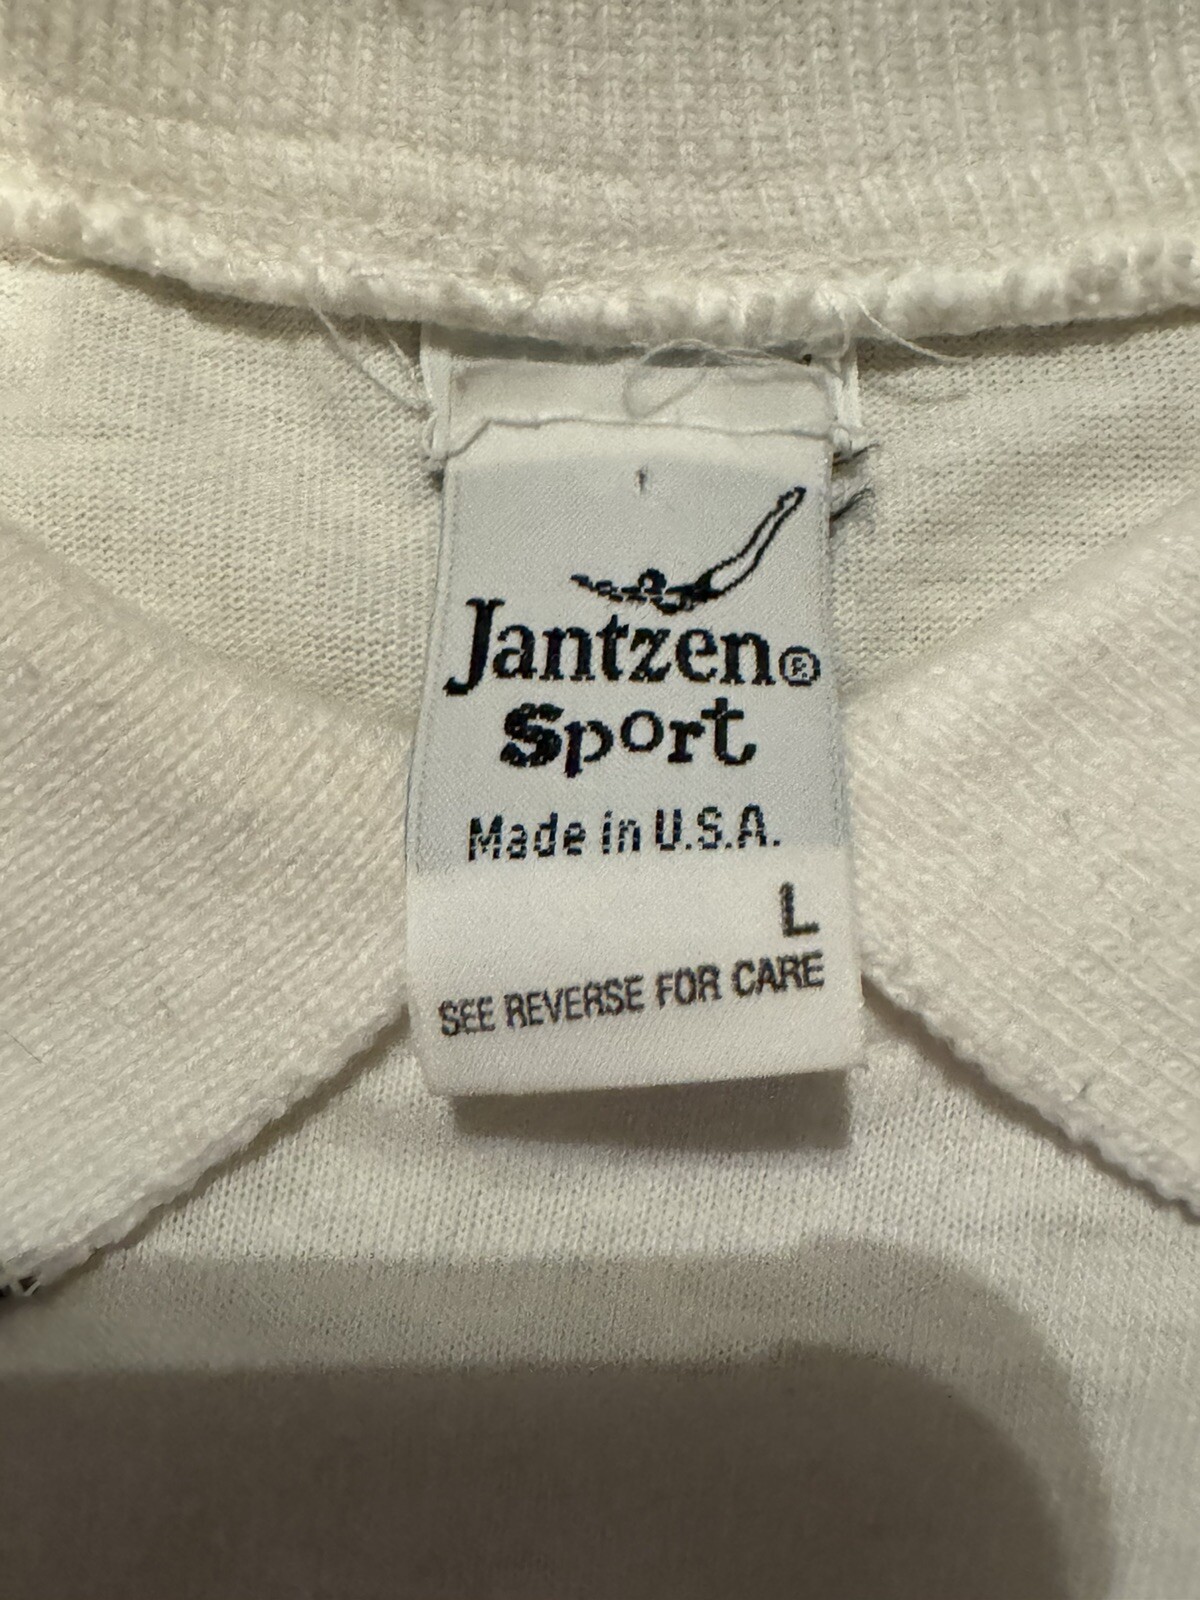 Jantzen®
Sport
Made in U.S.A.
L
SEE REVERSE FOR CARE